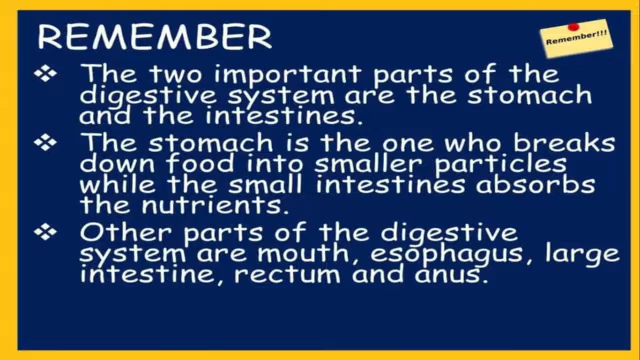 REMEMBER
Remember!!!
❖ The two important parts of the
digestive system are the stomach
and the intestines.
❖ The stomach is the one who breaks
down food into smaller particles
while the small intestines absorbs
the nutrients.
❖ Other parts of the digestive
system are mouth, esophagus, large
intestine, rectum and anus.